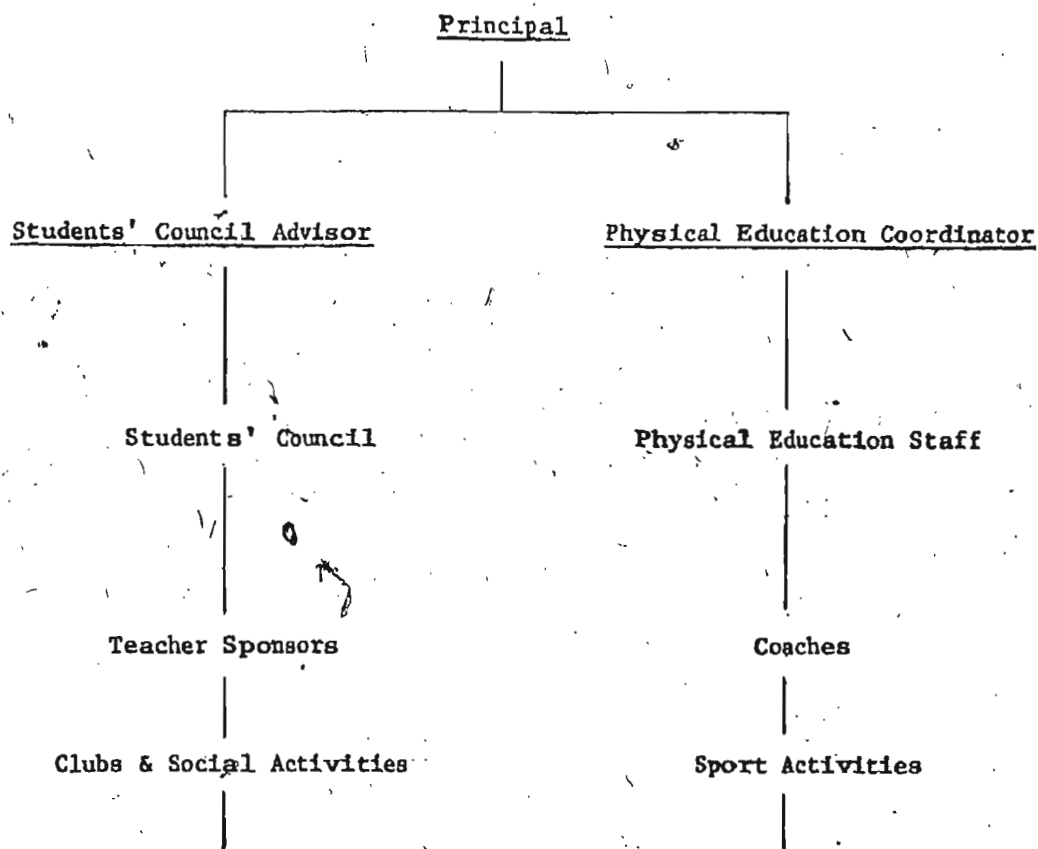 Principal
Students' Council Advisor
Physical Education Coordinator
Students' Council
Physical Education Staff
Teacher Sponsors
Coaches
Clubs & Social Activities
Sport Activities